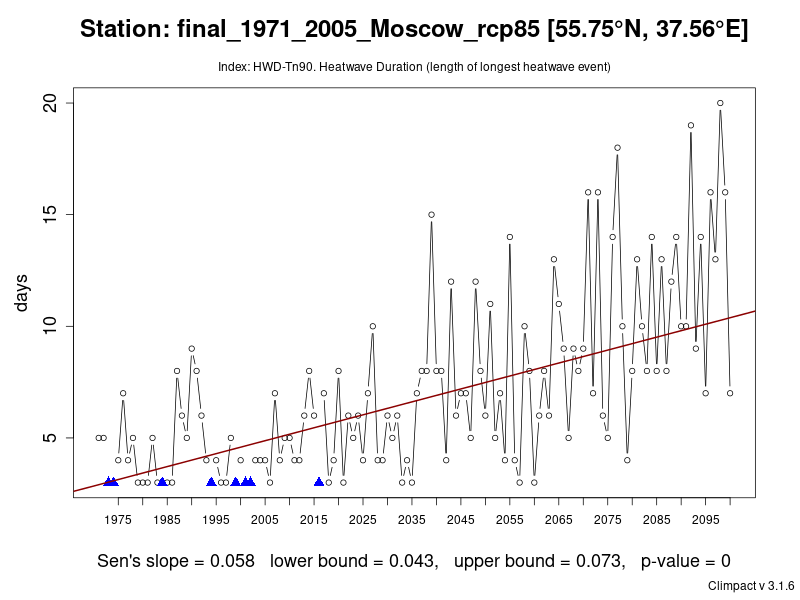 Station: final_1971_2005_Moscow_rcp85 [55.75°N, 37.56°E]
Index: HWD-Tn90. Heatwave Duration (length of longest heatwave event)
20
15
10
5
days
1975 1985 1995 2005 2015 2025 2035 2045 2055 2065 2075 2085 2095
Sen's slope = 0.058 lower bound = 0.043, upper bound = 0.073, p-value = 0
Climpact v 3.1.6